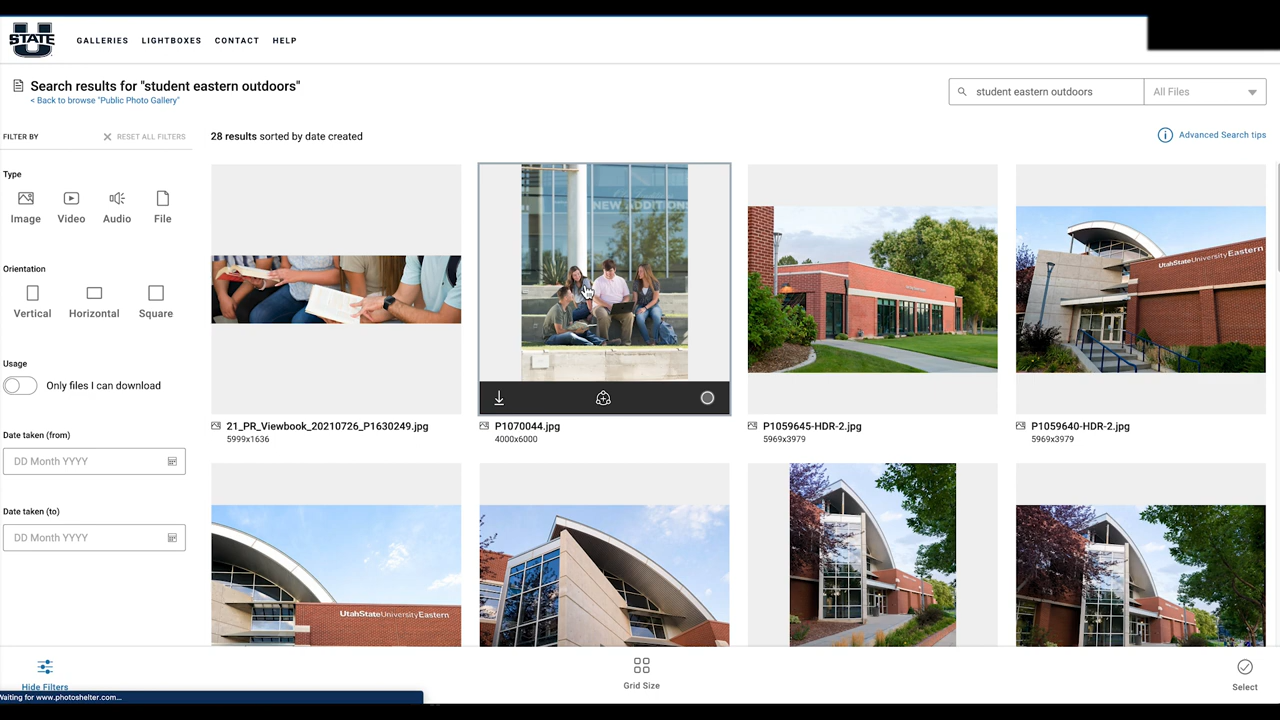 STATE
GALLERIES LIGHTBOXES CONTACT HELP
Search results for "student eastern outdoors"
< Back to browse "Public Photo Gallery"
student eastern outdoors All Files
FILTER BY RESET ALL FILTERS
28 results sorted by date created
Advanced Search tips
Type
Image Video Audio File
Orientation
Vertical Horizontal Square
Usage
Only files I can download
Date taken (from)
DD Month YYYY
Date taken (to)
DD Month YYYY
NEW ADDITION
UtahStateUniversityEastern
21_PR_Viewbook_20210726_P1630249.jpg
5999x1636
P1070044.jpg
4000x6000
P1059645-HDR-2.jpg
5969x3979
P1059640-HDR-2.jpg
5969x3979
UtahStateUniversityEastern
Hide Filters
Grid Size
Select
Waiting for www.photoshelter.com...